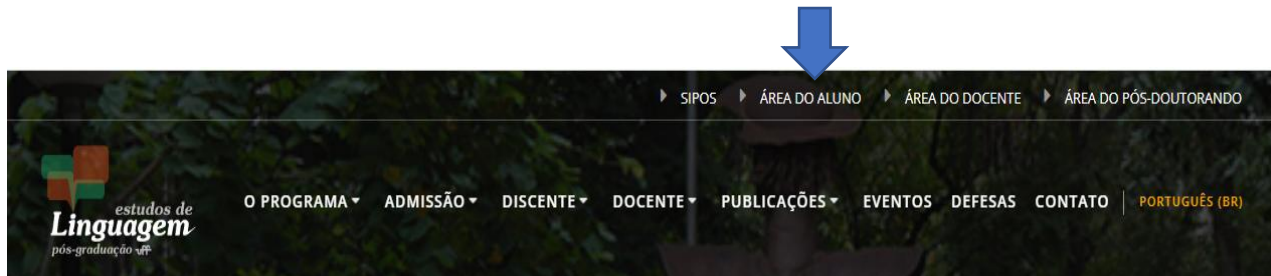 SIPOS ÁREA DO ALUNO ÁREA DO DOCENTE ÁREA DO PÓS-DOUTORANDO
estudos de
Linguagem
pós-graduação uff
O PROGRAMA ADMISSÃO DISCENTE DOCENTE PUBLICAÇÕES EVENTOS DEFESAS CONTATO PORTUGUÊS (BR)